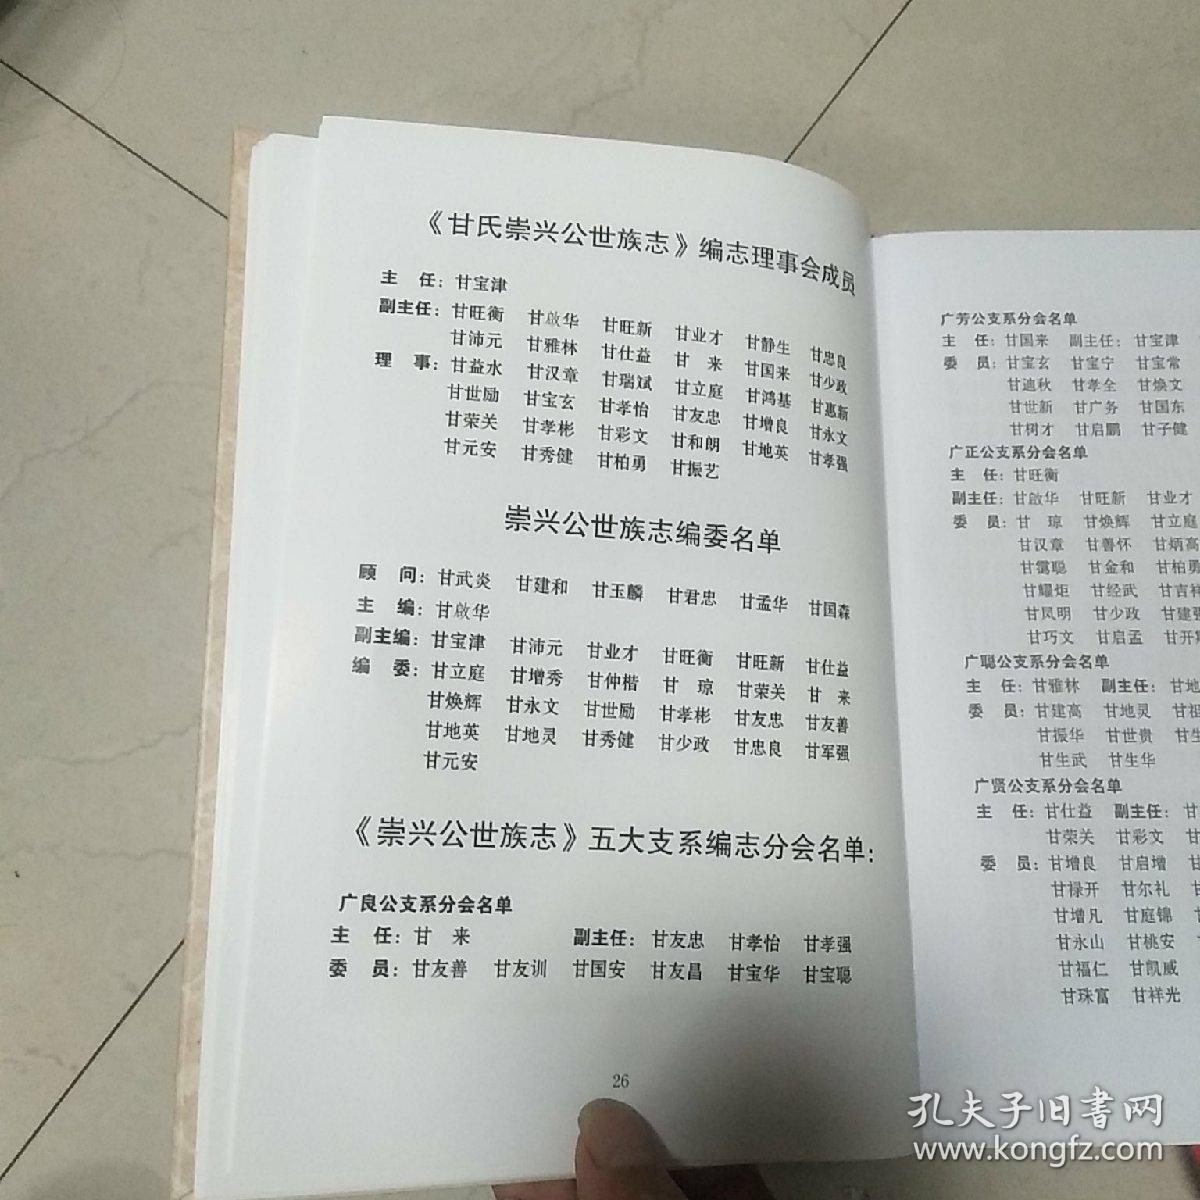 《甘氏崇兴公世族志》编志理事会成员
主　任：甘宝津
副主任：甘旺衡　甘啟华　甘旺新　甘业才　甘静生　甘忠良
甘沛元　甘雅林　甘仕益　甘　来　甘国来　甘少政
理　事：甘益水　甘汉章　甘瑞斌　甘立庭　甘鸿基　甘惠新
甘世励　甘宝玄　甘孝怡　甘友忠　甘增良　甘永文
甘荣关　甘孝彬　甘彩文　甘和朗　甘地英　甘孝强
甘元安　甘秀健　甘柏勇　甘振艺
崇兴公世族志编委名单
顾　问：甘武炎　甘建和　甘玉麟　甘君忠　甘孟华　甘国森
主　编：甘啟华
副主编：甘宝津　甘沛元　甘业才　甘旺衡　甘旺新　甘仕益
编　委：甘立庭　甘增秀　甘仲楷　甘　琼　甘荣关　甘　来
甘焕辉　甘永文　甘世励　甘孝彬　甘友忠　甘友善
甘地英　甘地灵　甘秀健　甘少政　甘忠良　甘军强
甘元安
《崇兴公世族志》五大支系编志分会名单：
广良公支系分会名单
主　任：甘　来　副主任：甘友忠　甘孝怡　甘孝强
委　员：甘友善　甘友训　甘国安　甘友昌　甘宝华　甘宝聪
26
广芳公支系分会名单
主　任：甘国来　副主任：甘宝津
委　员：甘宝玄　甘宝宁　甘宝常
甘迪秋　甘孝全　甘焕文
甘世新　甘广务　甘国东
甘树才　甘启鹏　甘子健
广正公支系分会名单
主　任：甘旺衡
副主任：甘啟华　甘旺新　甘业才
委　员：甘　琼　甘焕辉　甘立庭
甘汉章　甘善怀　甘炳高
甘霭聪　甘金和　甘柏勇
甘耀炬　甘经武　甘吉祥
甘凤明　甘少政　甘建强
甘巧文　甘启孟　甘开
广聪公支系分会名单
主　任：甘雅林　副主任：甘地
委　员：甘建高　甘地灵　甘祖
甘振华　甘世贵　甘生
甘生武　甘生华
广贤公支系分会名单
主　任：甘仕益　副主任：甘
甘荣关　甘彩文　甘
委　员：甘增良　甘启增　甘
甘禄开　甘尔礼
甘增凡　甘庭锦
甘永山　甘桃安
甘福仁　甘凯威
甘珠富　甘祥光
孔夫子旧书网
www.kongfz.com